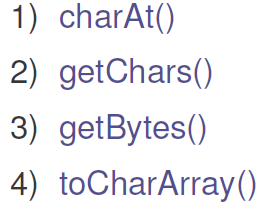 1) charAt()
2) getChars()
3) getBytes()
4) toCharArray()